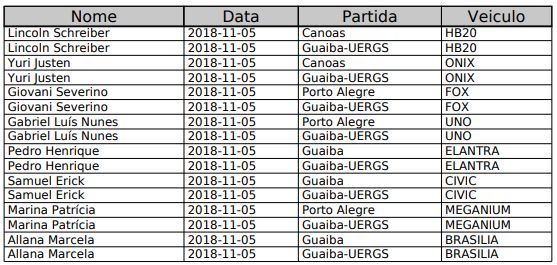 Nome Data Partida Veiculo
Lincoln Schreiber 2018-11-05 Canoas HB20
Lincoln Schreiber 2018-11-05 Guaiba-UERGS HB20
Yuri Justen 2018-11-05 Canoas ONIX
Yuri Justen 2018-11-05 Guaiba-UERGS ONIX
Giovani Severino 2018-11-05 Porto Alegre FOX
Giovani Severino 2018-11-05 Guaiba-UERGS FOX
Gabriel Luís Nunes 2018-11-05 Porto Alegre UNO
Gabriel Luís Nunes 2018-11-05 Guaiba-UERGS UNO
Pedro Henrique 2018-11-05 Guaiba ELANTRA
Pedro Henrique 2018-11-05 Guaiba-UERGS ELANTRA
Samuel Erick 2018-11-05 Guaiba CIVIC
Samuel Erick 2018-11-05 Guaiba-UERGS CIVIC
Marina Patrícia 2018-11-05 Porto Alegre MEGANIUM
Marina Patrícia 2018-11-05 Guaiba-UERGS MEGANIUM
Allana Marcela 2018-11-05 Guaiba BRASILIA
Allana Marcela 2018-11-05 Guaiba-UERGS BRASILIA